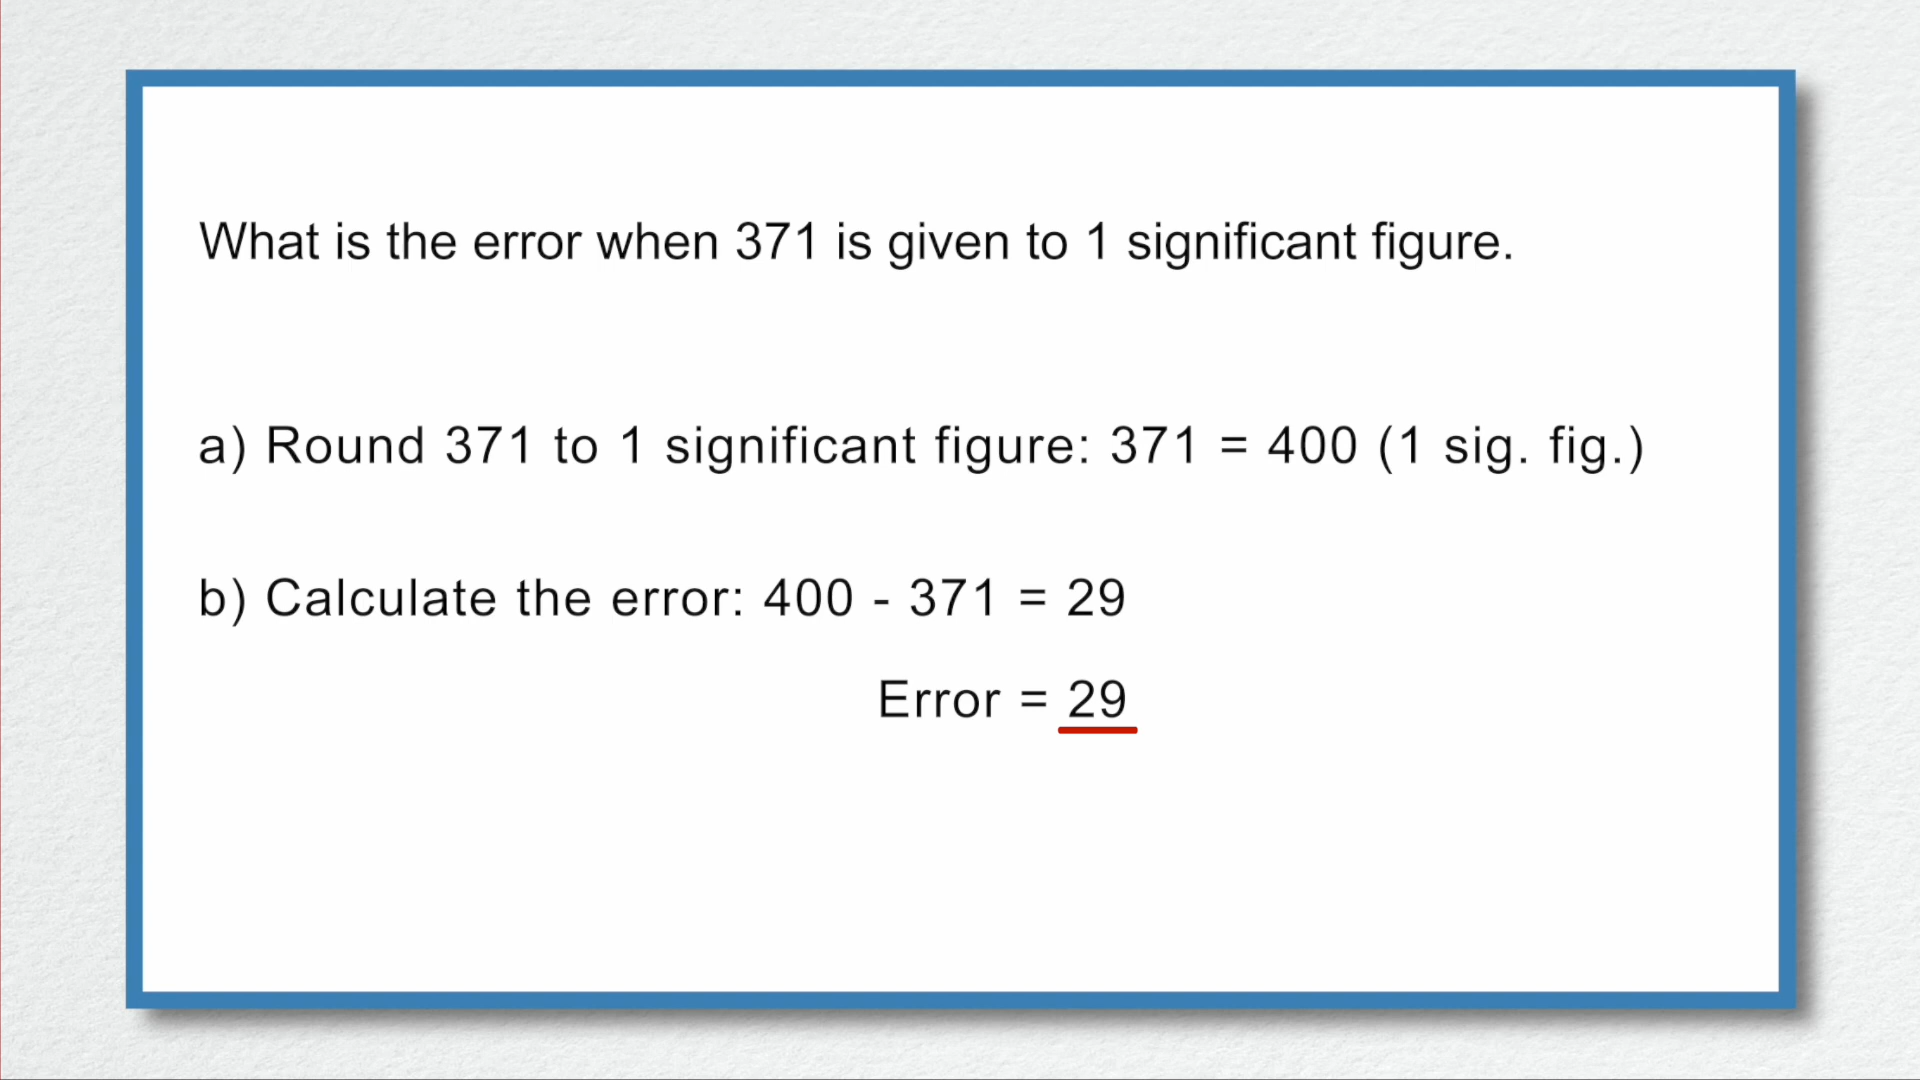 What is the error when 371 is given to 1 significant figure.
a) Round 371 to 1 significant figure: 371 = 400 (1 sig. fig.)
b) Calculate the error: 400 - 371 = 29
Error = 29